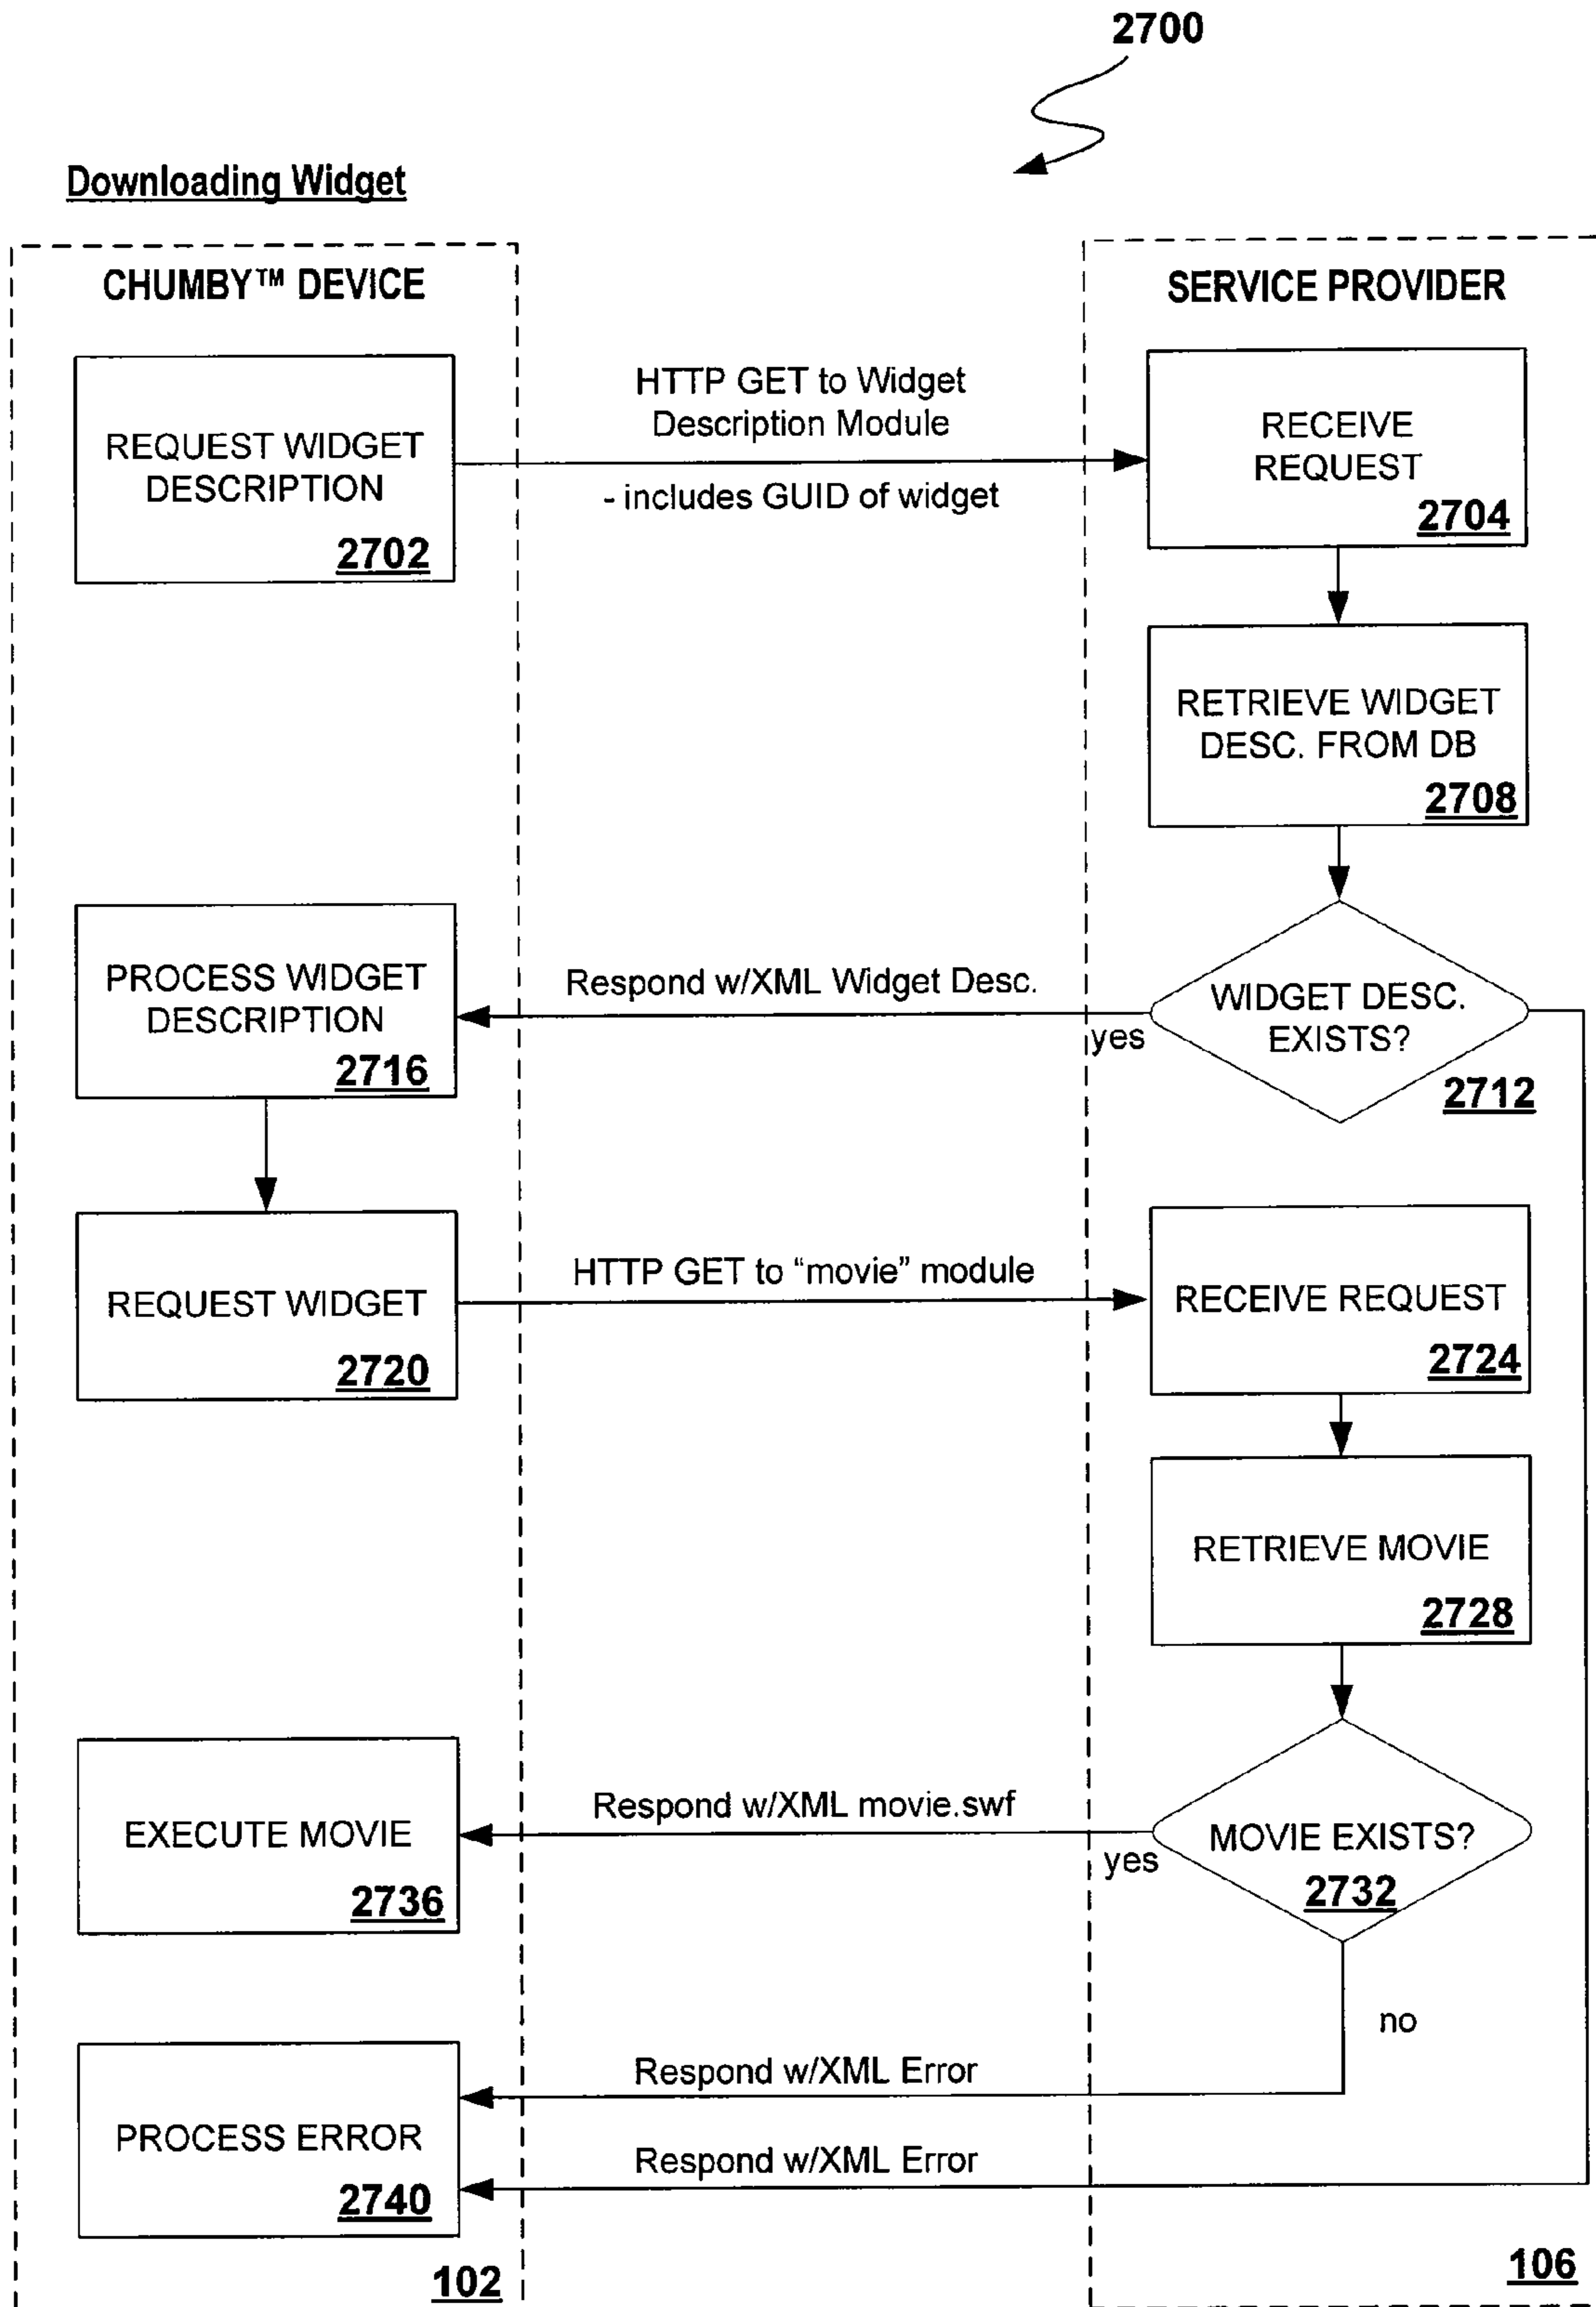 2700
Downloading Widget
CHUMBY™ DEVICE
SERVICE PROVIDER
REQUEST WIDGET
DESCRIPTION
2702
HTTP GET to Widget
Description Module
- includes GUID of widget
RECEIVE
REQUEST
2704
RETRIEVE WIDGET
DESC. FROM DB
2708
WIDGET DESC.
EXISTS?
2712
yes
Respond w/XML Widget Desc.
PROCESS WIDGET
DESCRIPTION
2716
REQUEST WIDGET
2720
HTTP GET to “movie” module
RECEIVE REQUEST
2724
RETRIEVE MOVIE
2728
MOVIE EXISTS?
2732
yes
Respond w/XML movie.swf
EXECUTE MOVIE
2736
no
Respond w/XML Error
PROCESS ERROR
2740
Respond w/XML Error
102
106